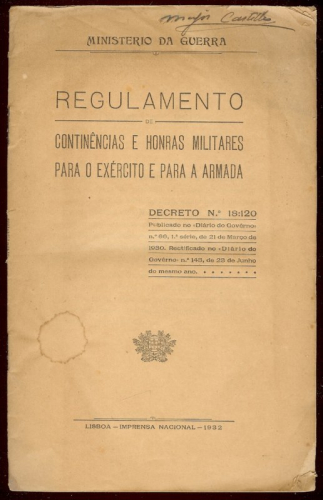 major Castilho
MINISTERIO DA GUERRA
REGULAMENTO
DE
CONTINÊNCIAS E HONRAS MILITARES
PARA O EXÉRCITO E PARA A ARMADA
DECRETO N.º 18:120
Publicado no «Diário do Govêrno»
n.º 66, 1.ª série, de 21 de Março de
1930. Rectificado no «Diário do
Govêrno» n.º 143, de 23 de Junho
do mesmo ano. . . . . . . .
LISBOA — IMPRENSA NACIONAL — 1932